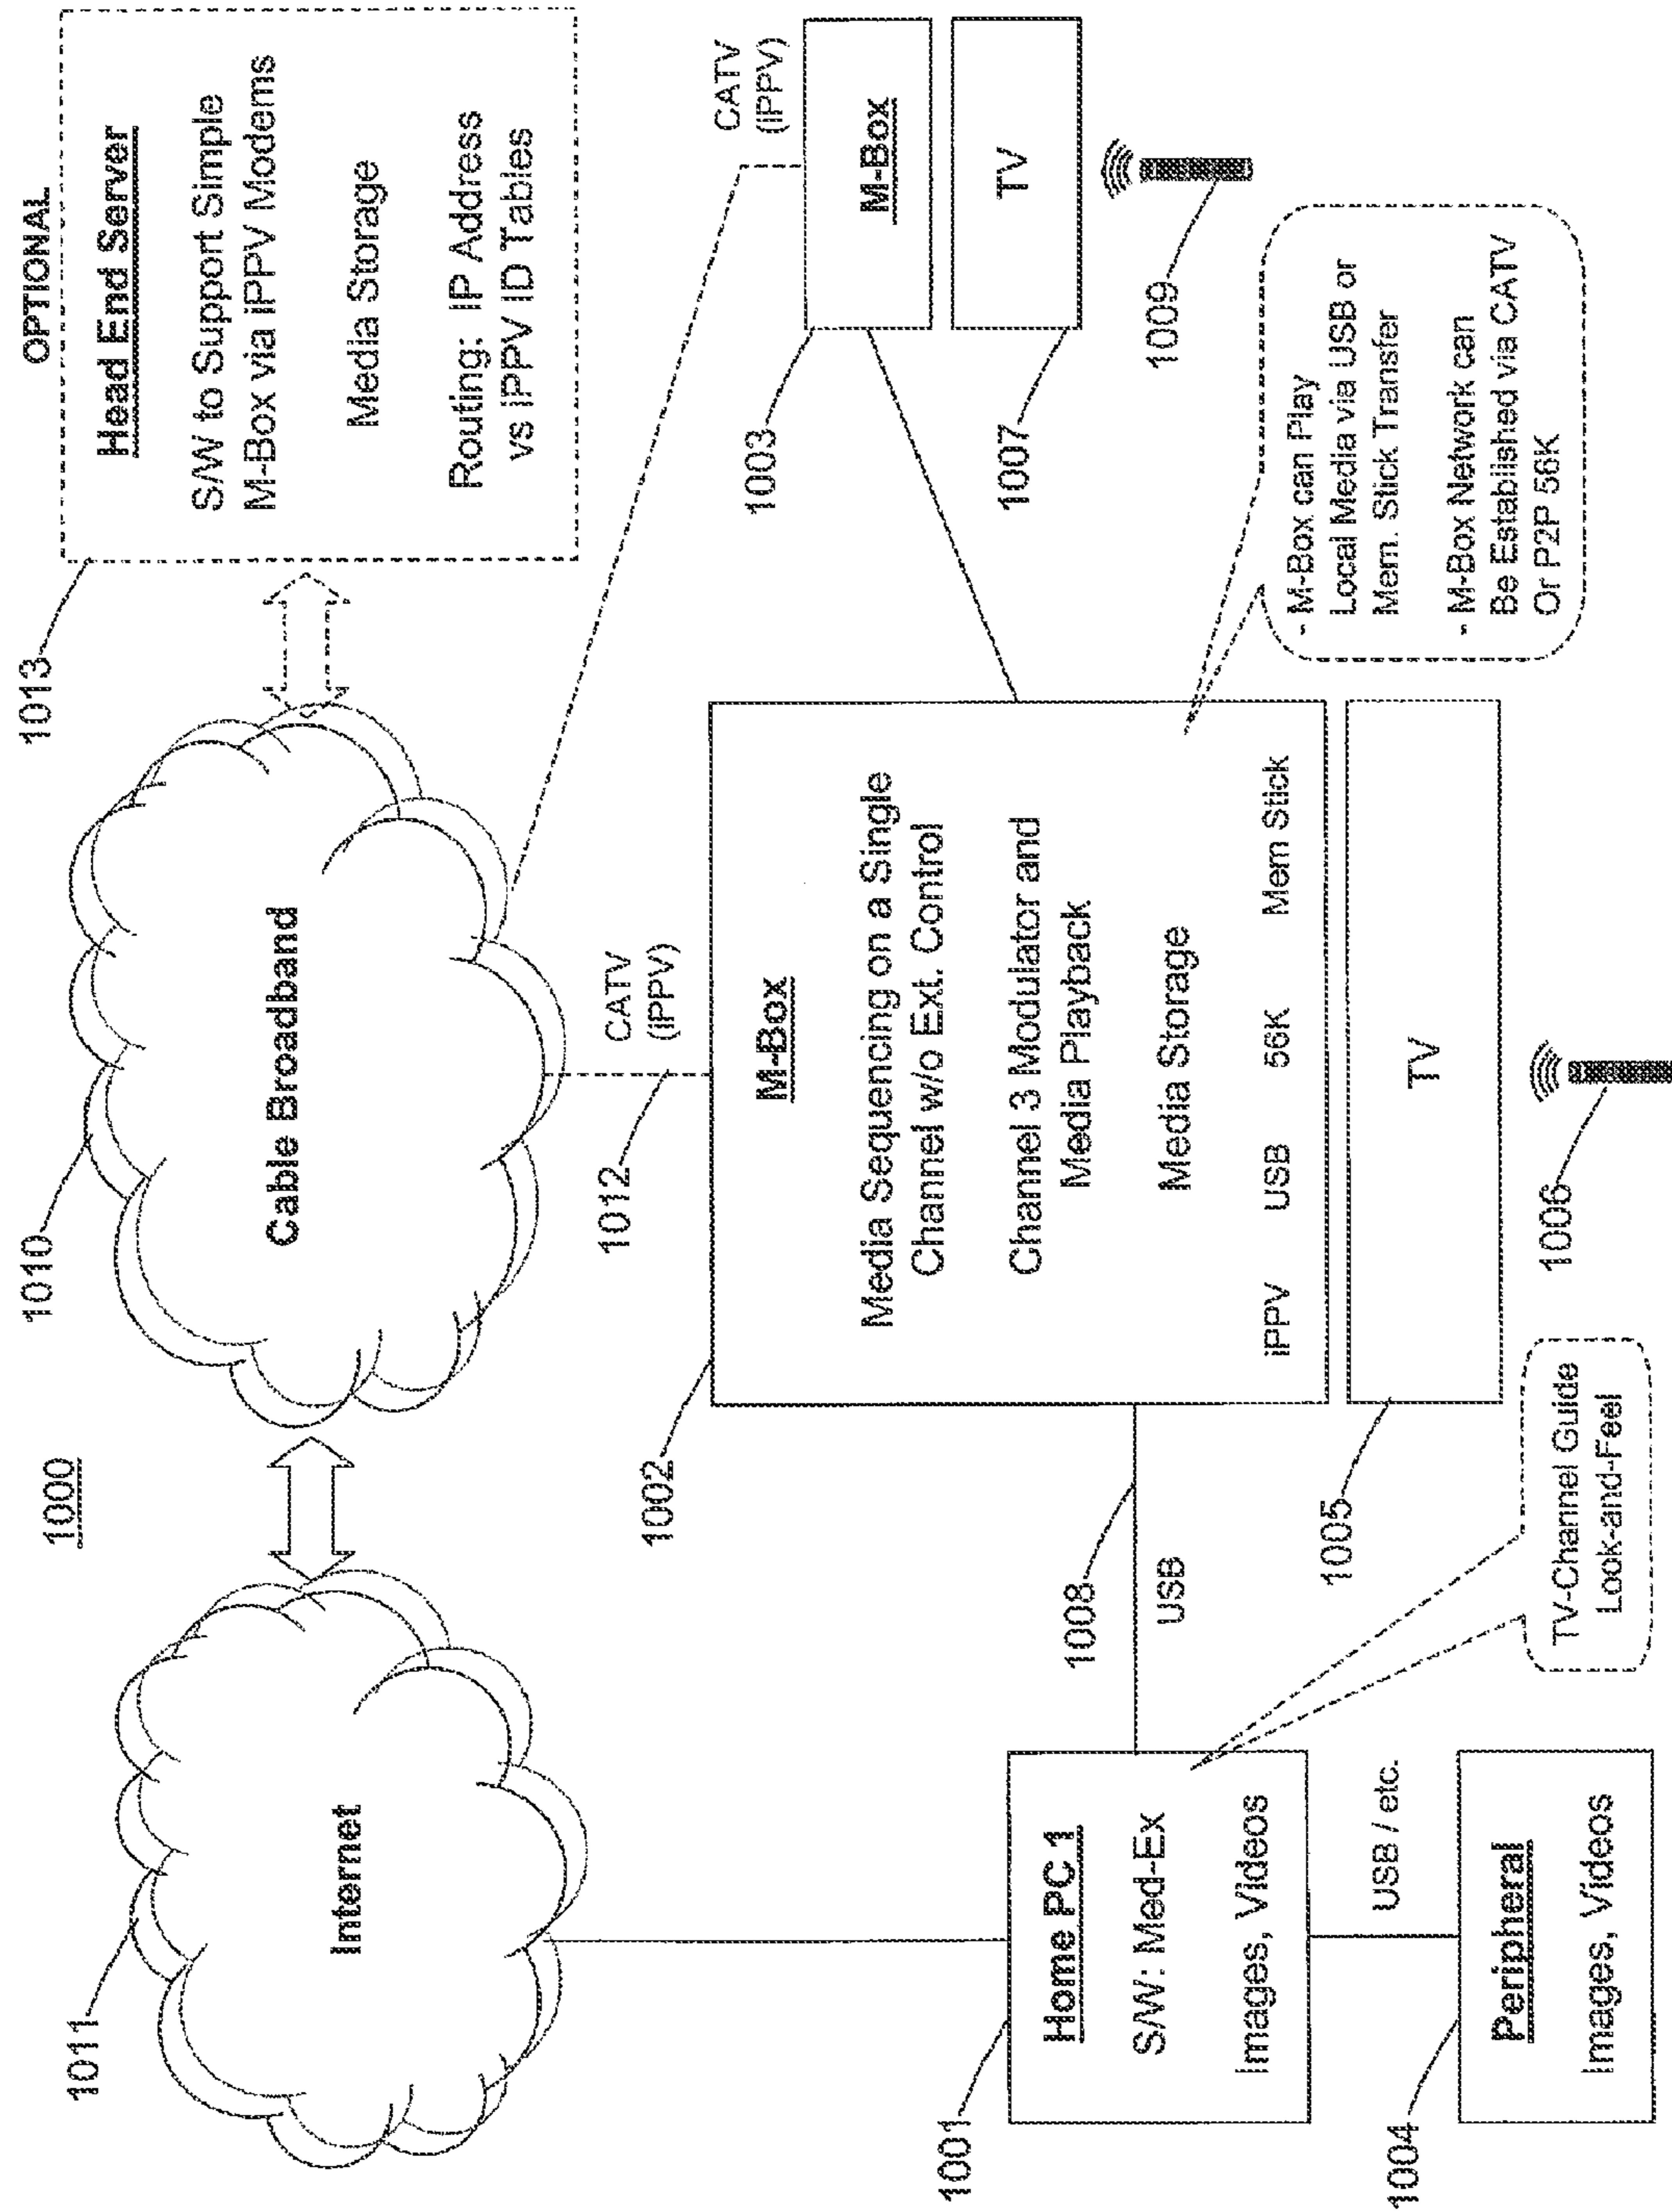 1000
OPTIONAL
1011
Internet
1010
Cable Broadband
1013
Head End Server
S/W to Support Simple
M-Box via iPPV Modems
Media Storage
Routing: IP Address
vs iPPV ID Tables
1012
CATV
(iPPV)
CATV
(iPPV)
1002
M-Box
Media Sequencing on a Single
Channel w/o Ext. Control
Channel 3 Modulator and
Media Playback
Media Storage
iPPV USB 56K Mem Stick
1003
M-Box
1007
TV
1009
1001
Home PC 1
S/W: Med-Ex
Images, Videos
1008
USB
USB / etc.
1004
Peripheral
Images, Videos
TV-Channel Guide
Look-and-Feel
1005
TV
1006
- M-Box can Play
Local Media via USB or
Mem. Stick Transfer
- M-Box Network can
Be Established via CATV
Or P2P 56K